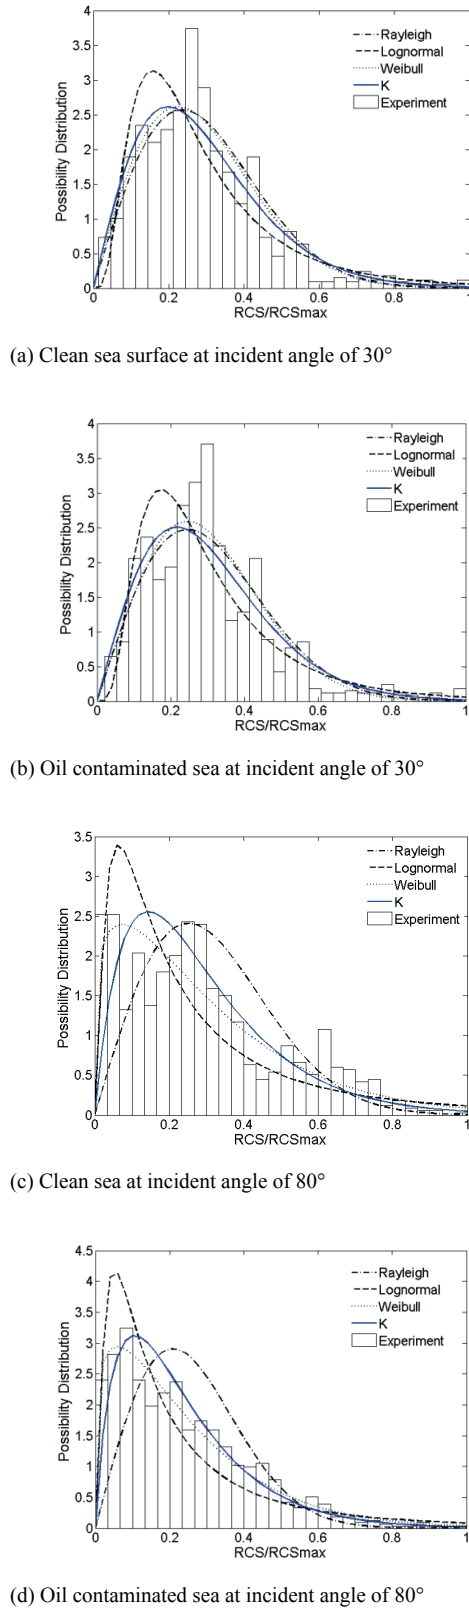 4
3.5
3
2.5
2
1.5
1
0.5
0
Possibility Distribution
Rayleigh
Lognormal
Weibull
K
Experiment
0 0.2 0.4 0.6 0.8 1
RCS/RCSmax
(a) Clean sea surface at incident angle of 30°
4
3.5
3
2.5
2
1.5
1
0.5
0
Possibility Distribution
Rayleigh
Lognormal
Weibull
K
Experiment
0 0.2 0.4 0.6 0.8 1
RCS/RCSmax
(b) Oil contaminated sea at incident angle of 30°
3.5
3
2.5
2
1.5
1
0.5
0
Possibility Distribution
Rayleigh
Lognormal
Weibull
K
Experiment
0 0.2 0.4 0.6 0.8 1
RCS/RCSmax
(c) Clean sea at incident angle of 80°
4.5
4
3.5
3
2.5
2
1.5
1
0.5
0
Possibility Distribution
Rayleigh
Lognormal
Weibull
K
Experiment
0 0.2 0.4 0.6 0.8 1
RCS/RCSmax
(d) Oil contaminated sea at incident angle of 80°